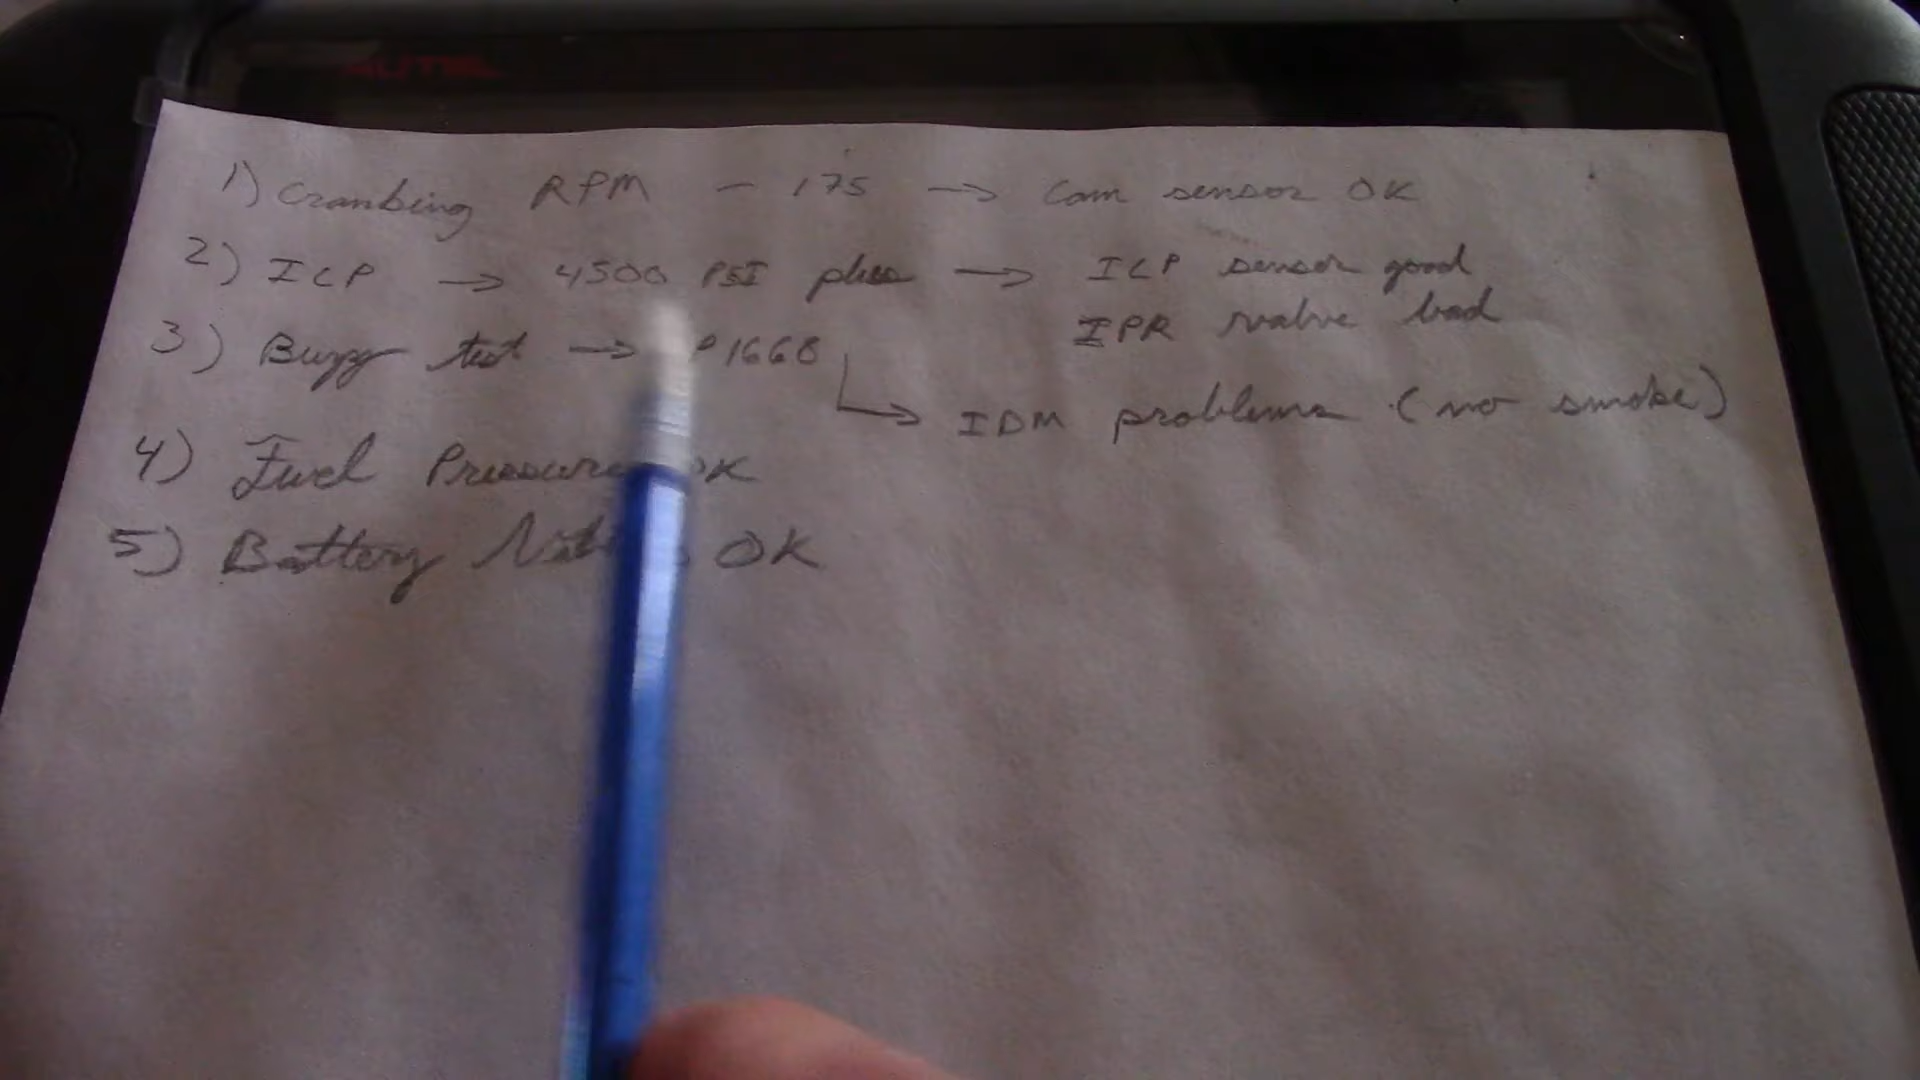 AUTEL
1) Cranking RPM - 175 → Cam sensor OK
2) ICP → 4500 PSI plus → ICP sensor good
IPR valve bad
3) Buzz test → P1668
↳ IDM problems (no smoke)
4) Fuel Pressure OK
5) Battery OK